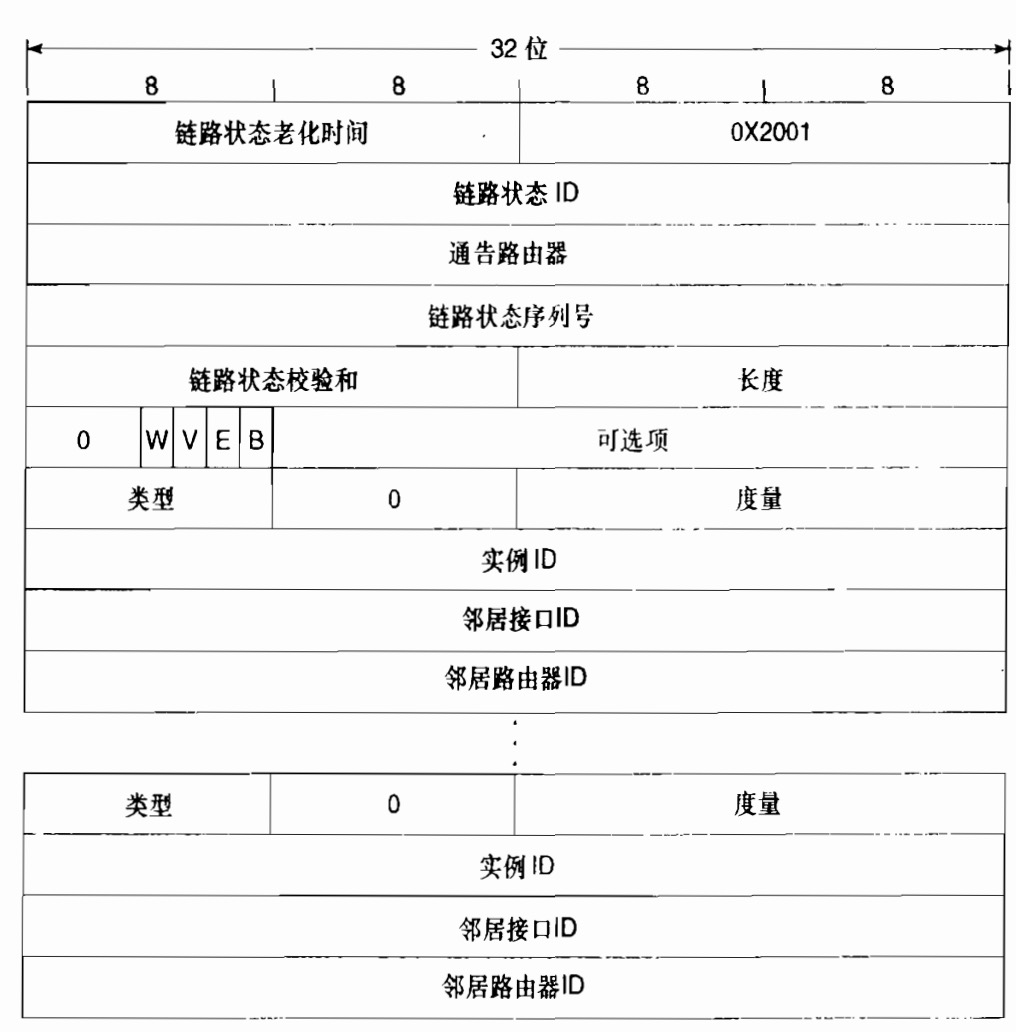 32 位
8 8 8 8
链路状态老化时间 0X2001
链路状态 ID
通告路由器
链路状态序列号
链路状态校验和 长度
0 W V E B 可选项
类型 0 度量
实例 ID
邻居接口ID
邻居路由器ID
类型 0 度量
实例 ID
邻居接口ID
邻居路由器ID